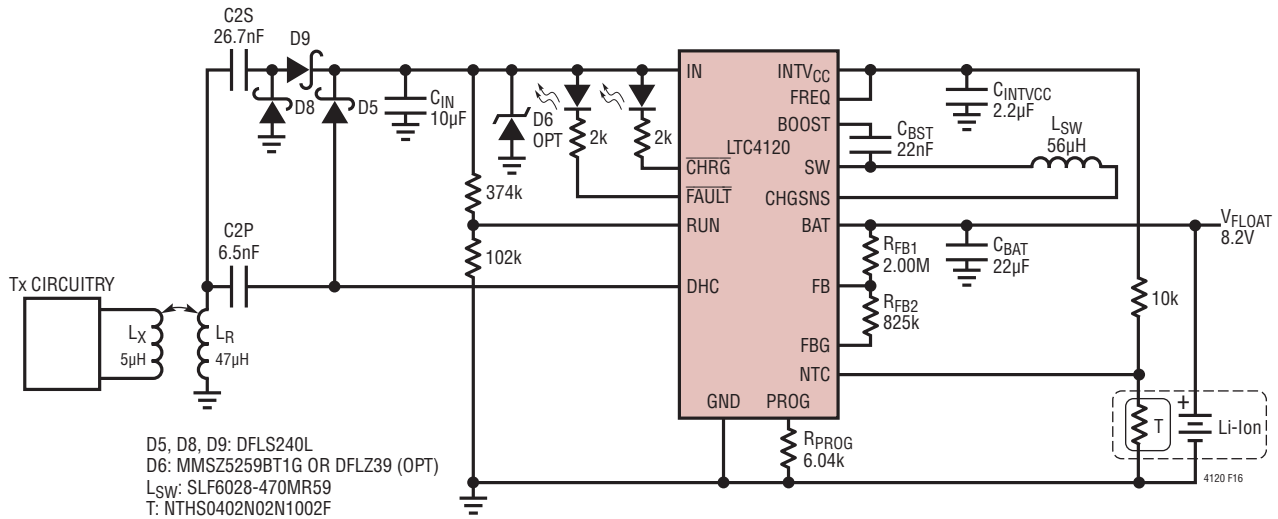 C2S
26.7nF
D9
D8
D5
CIN
10µF
D6
OPT
2k
2k
374k
102k
C2P
6.5nF
Tx CIRCUITRY
LX
5µH
LR
47µH
IN
CHRG
FAULT
RUN
DHC
GND
PROG
LTC4120
INTVCC
FREQ
BOOST
SW
CHGSNS
BAT
FB
FBG
NTC
CINTVCC
2.2µF
CBST
22nF
LSW
56µH
VFLOAT
8.2V
RFB1
2.00M
CBAT
22µF
RFB2
825k
10k
RPROG
6.04k
T
+
Li-Ion
4120 F16
D5, D8, D9: DFLS240L
D6: MMSZ5259BT1G OR DFLZ39 (OPT)
LSW: SLF6028-470MR59
T: NTHS0402N02N1002F